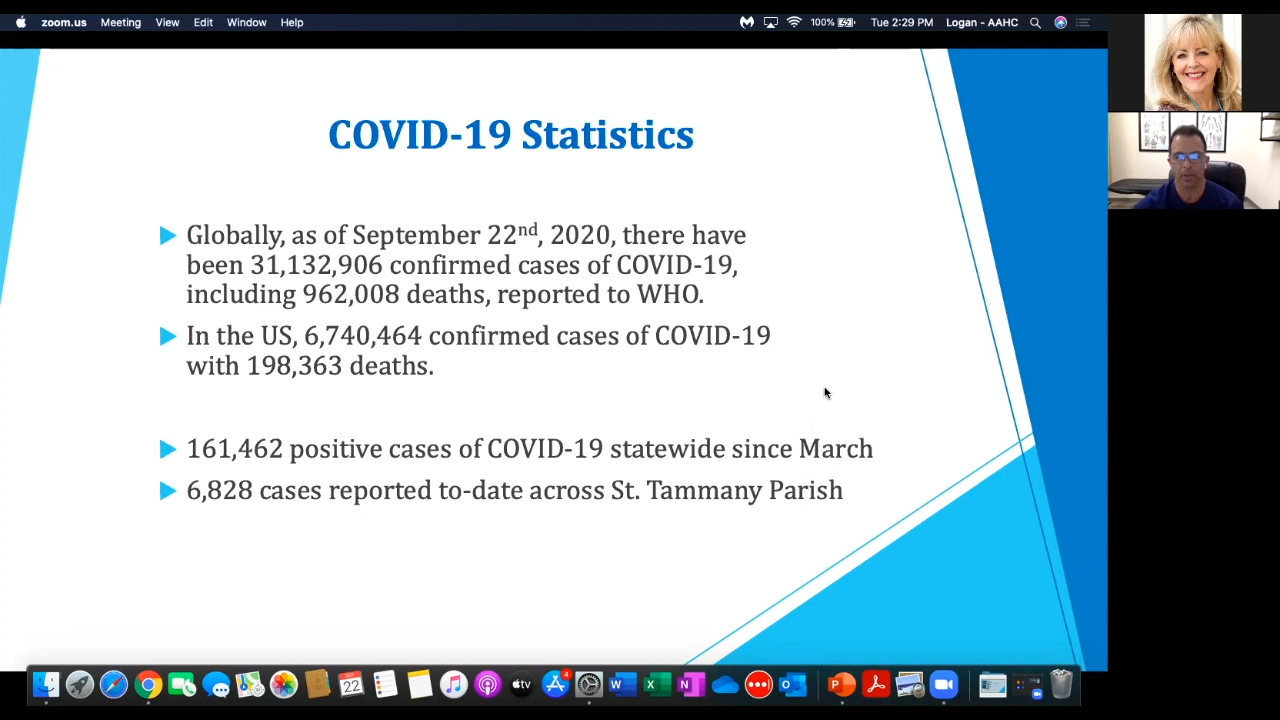 zoom.us Meeting View Edit Window Help 100% Tue 2:29 PM Logan - AAHC
COVID-19 Statistics
Globally, as of September 22nd, 2020, there have
been 31,132,906 confirmed cases of COVID-19,
including 962,008 deaths, reported to WHO.
In the US, 6,740,464 confirmed cases of COVID-19
with 198,363 deaths.
161,462 positive cases of COVID-19 statewide since March
6,828 cases reported to-date across St. Tammany Parish
22 tv 4 W X N O P